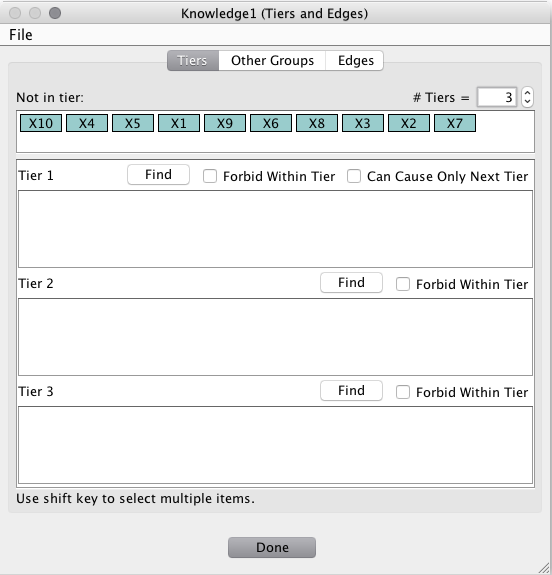 Knowledge1 (Tiers and Edges)
File
Tiers Other Groups Edges
Not in tier: # Tiers = 3
X10 X4 X5 X1 X9 X6 X8 X3 X2 X7
Tier 1 Find Forbid Within Tier Can Cause Only Next Tier
Tier 2 Find Forbid Within Tier
Tier 3 Find Forbid Within Tier
Use shift key to select multiple items.
Done